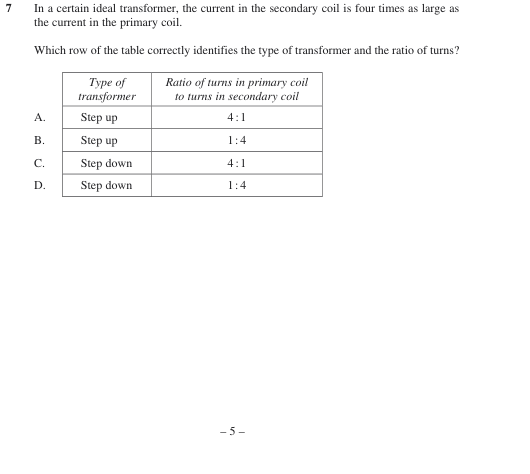 7 In a certain ideal transformer, the current in the secondary coil is four times as large as
the current in the primary coil.
Which row of the table correctly identifies the type of transformer and the ratio of turns?
Type of transformer Ratio of turns in primary coil to turns in secondary coil
A. Step up 4:1
B. Step up 1:4
C. Step down 4:1
D. Step down 1:4
– 5 –